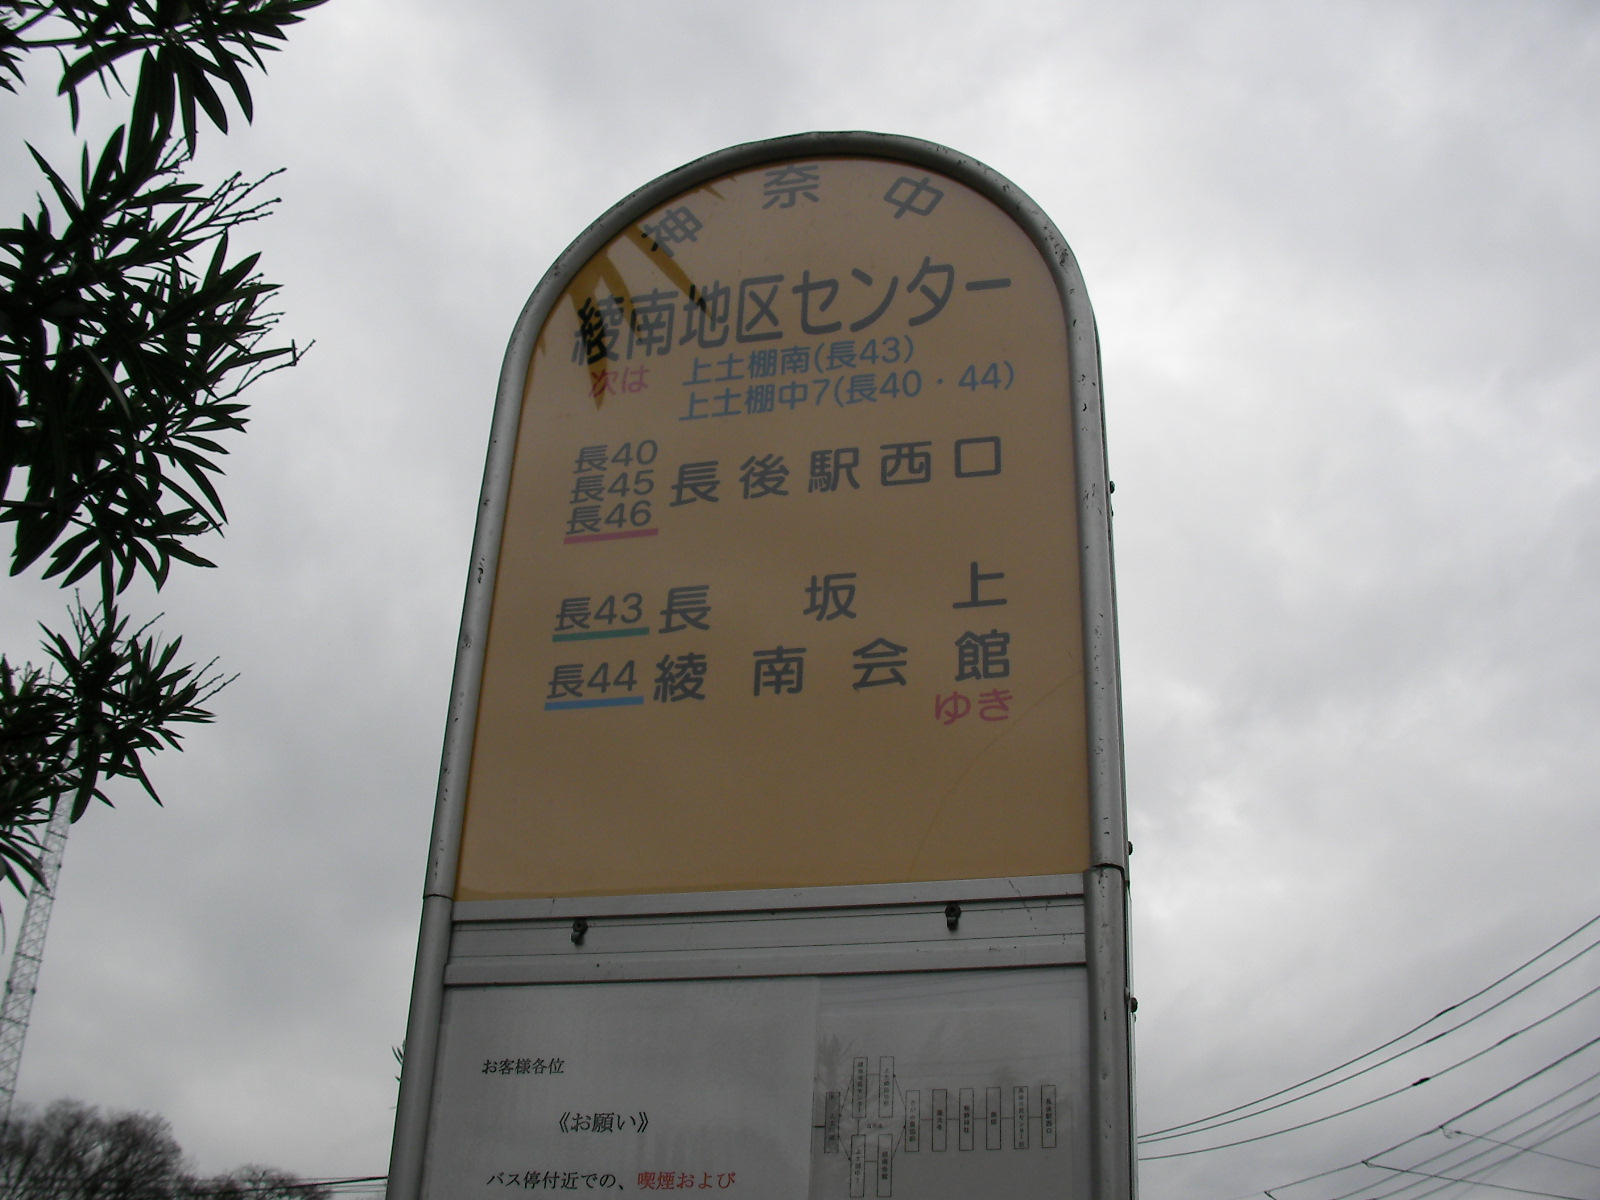 神奈中
綾南地区センター
次は 上土棚南(長43)
上土棚中7(長40・44)
長40
長45 長後駅西口
長46
長43 長坂上
長44 綾南会館
ゆき
お客様各位
《お願い》
バス停付近での、喫煙および